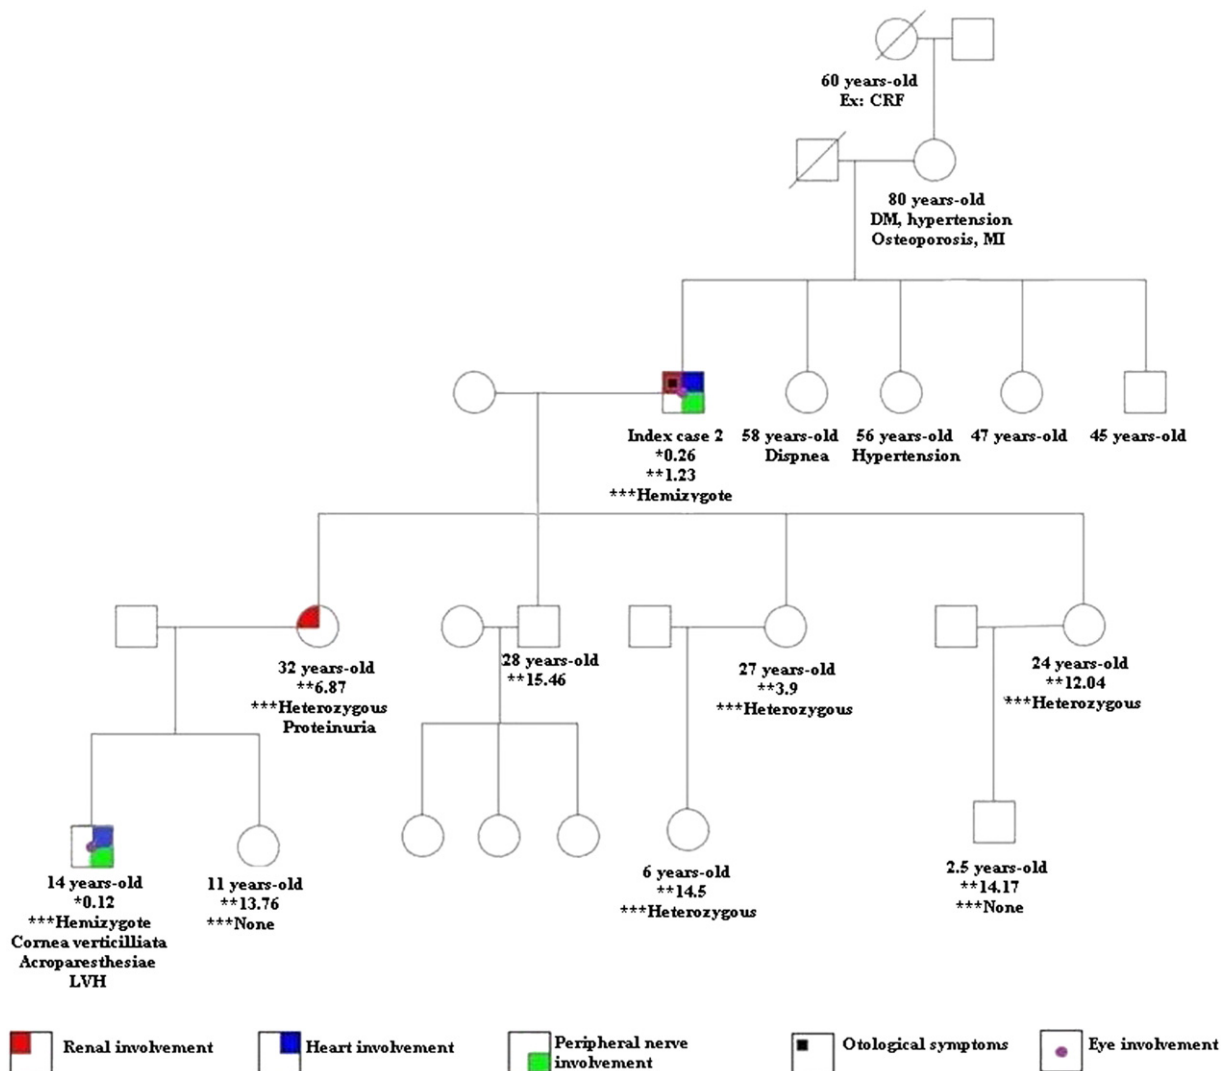 60 years-old
Ex: CRF
80 years-old
DM, hypertension
Osteoporosis, MI
Index case 2
*0.26
**1.23
***Hemizygote
58 years-old
Dispnea
56 years-old
Hypertension
47 years-old
45 years-old
32 years-old
**6.87
***Heterozygous
Proteinuria
28 years-old
**15.46
27 years-old
**3.9
***Heterozygous
24 years-old
**12.04
***Heterozygous
14 years-old
*0.12
***Hemizygote
Cornea verticilliata
Acroparesthesiae
LVH
11 years-old
**13.76
***None
6 years-old
**14.5
***Heterozygous
2.5 years-old
**14.17
***None
Renal involvement
Heart involvement
Peripheral nerve
involvement
Otological symptoms
Eye involvement